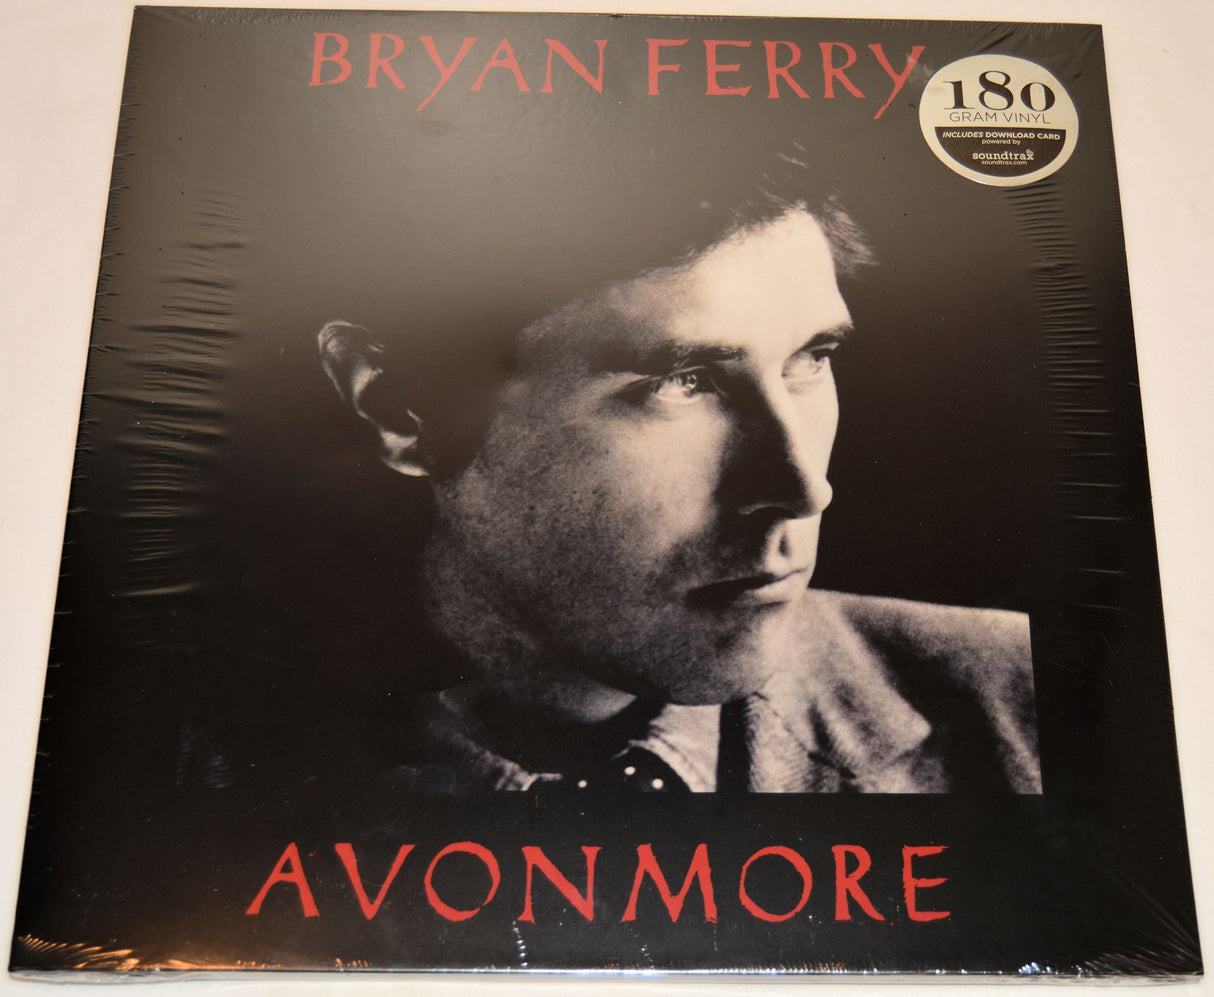 BRYAN FERRY
180
GRAM VINYL
INCLUDES DOWNLOAD CARD
powered by
soundtrax
soundtrax.com
AVONMORE